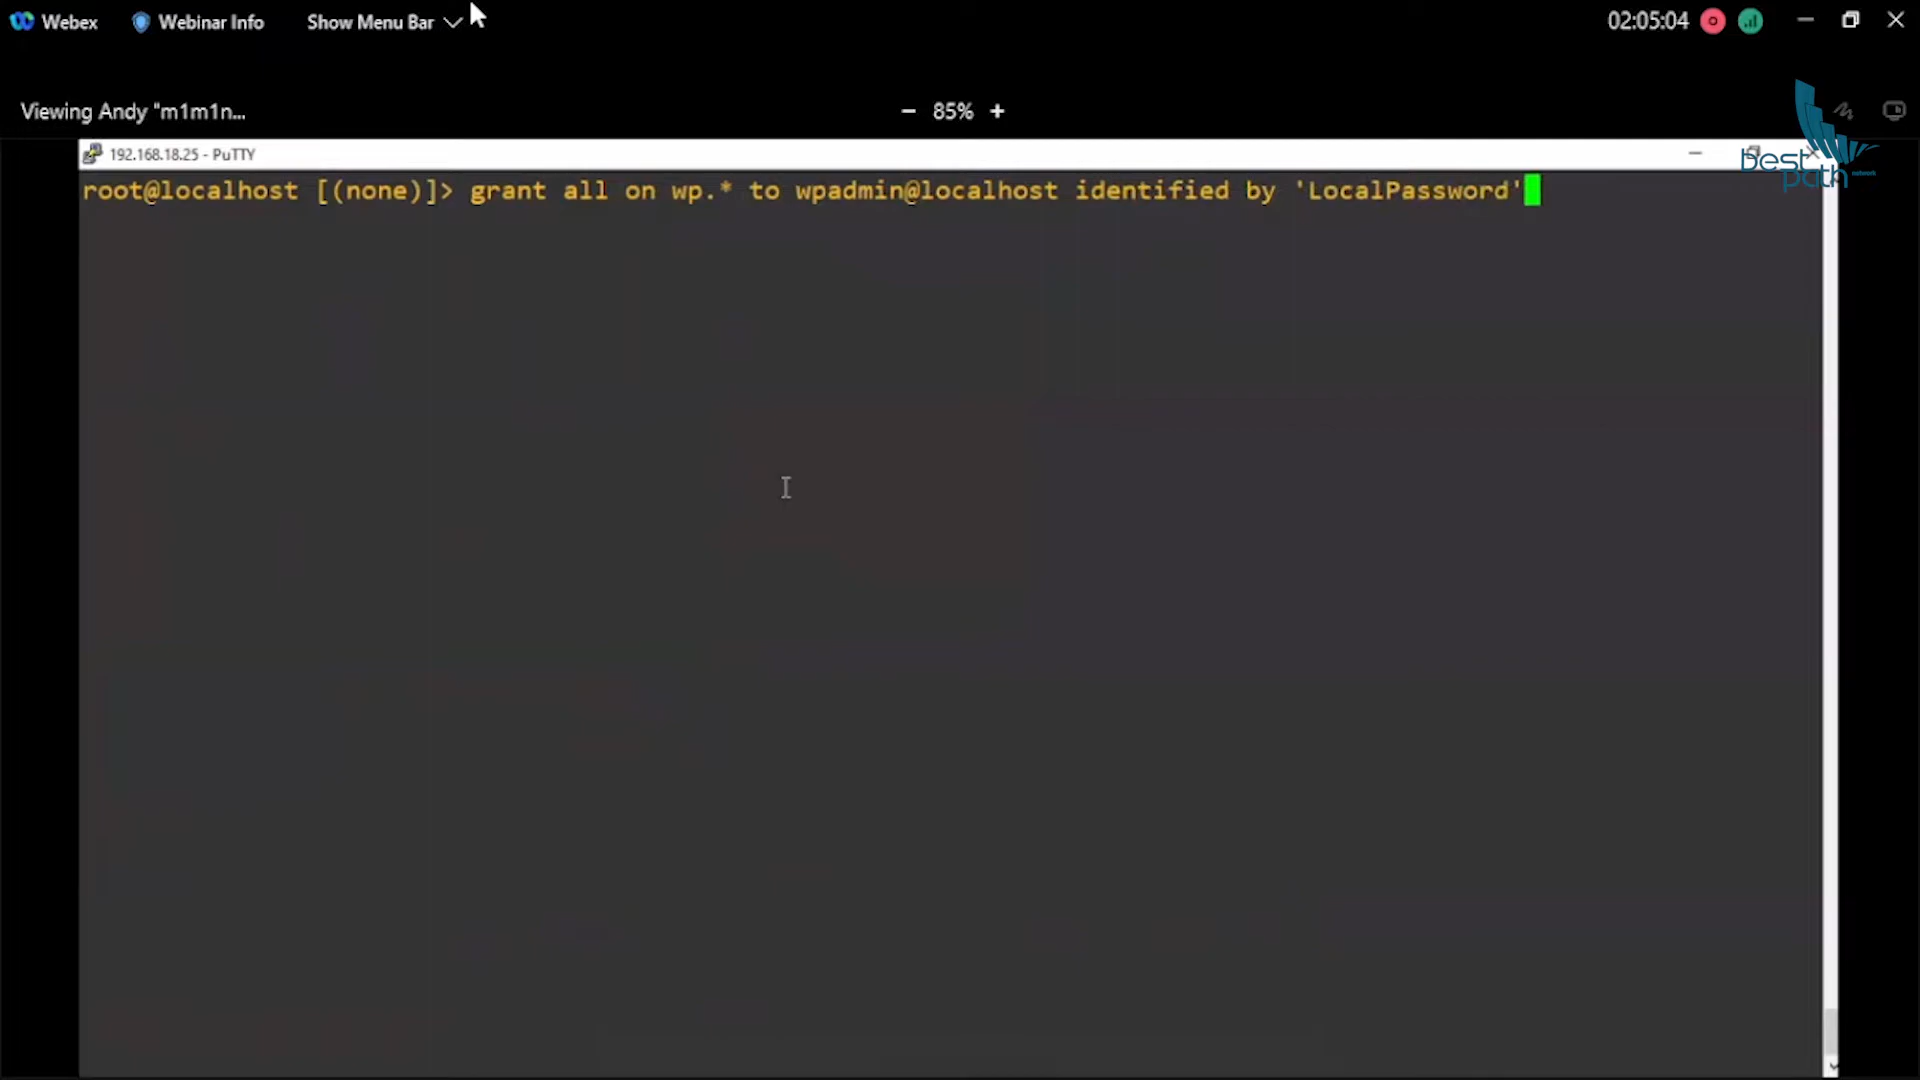 Webex Webinar Info Show Menu Bar 02:05:04
Viewing Andy "m1m1n... 85%
best path network
192.168.18.25 - PuTTY
root@localhost [(none)]> grant all on wp.* to wpadmin@localhost identified by 'LocalPassword'